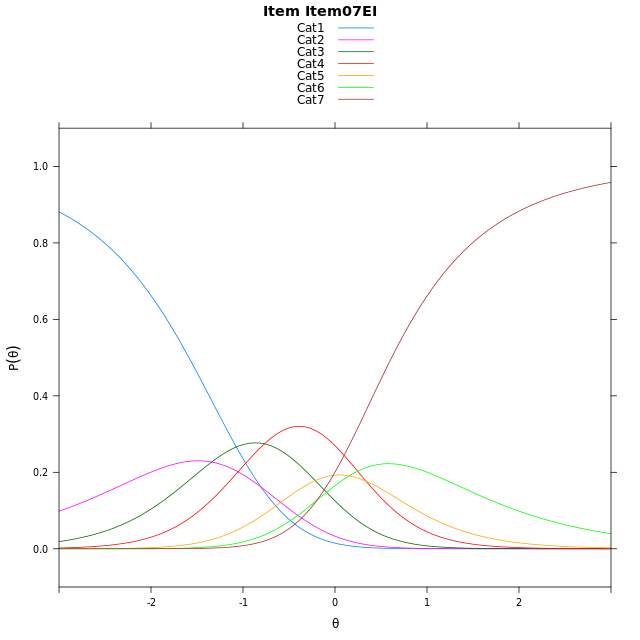 Item Item07EI
Cat1
Cat2
Cat3
Cat4
Cat5
Cat6
Cat7
1.0
0.8
0.6
0.4
0.2
0.0
P(θ)
-2 -1 0 1 2
θ